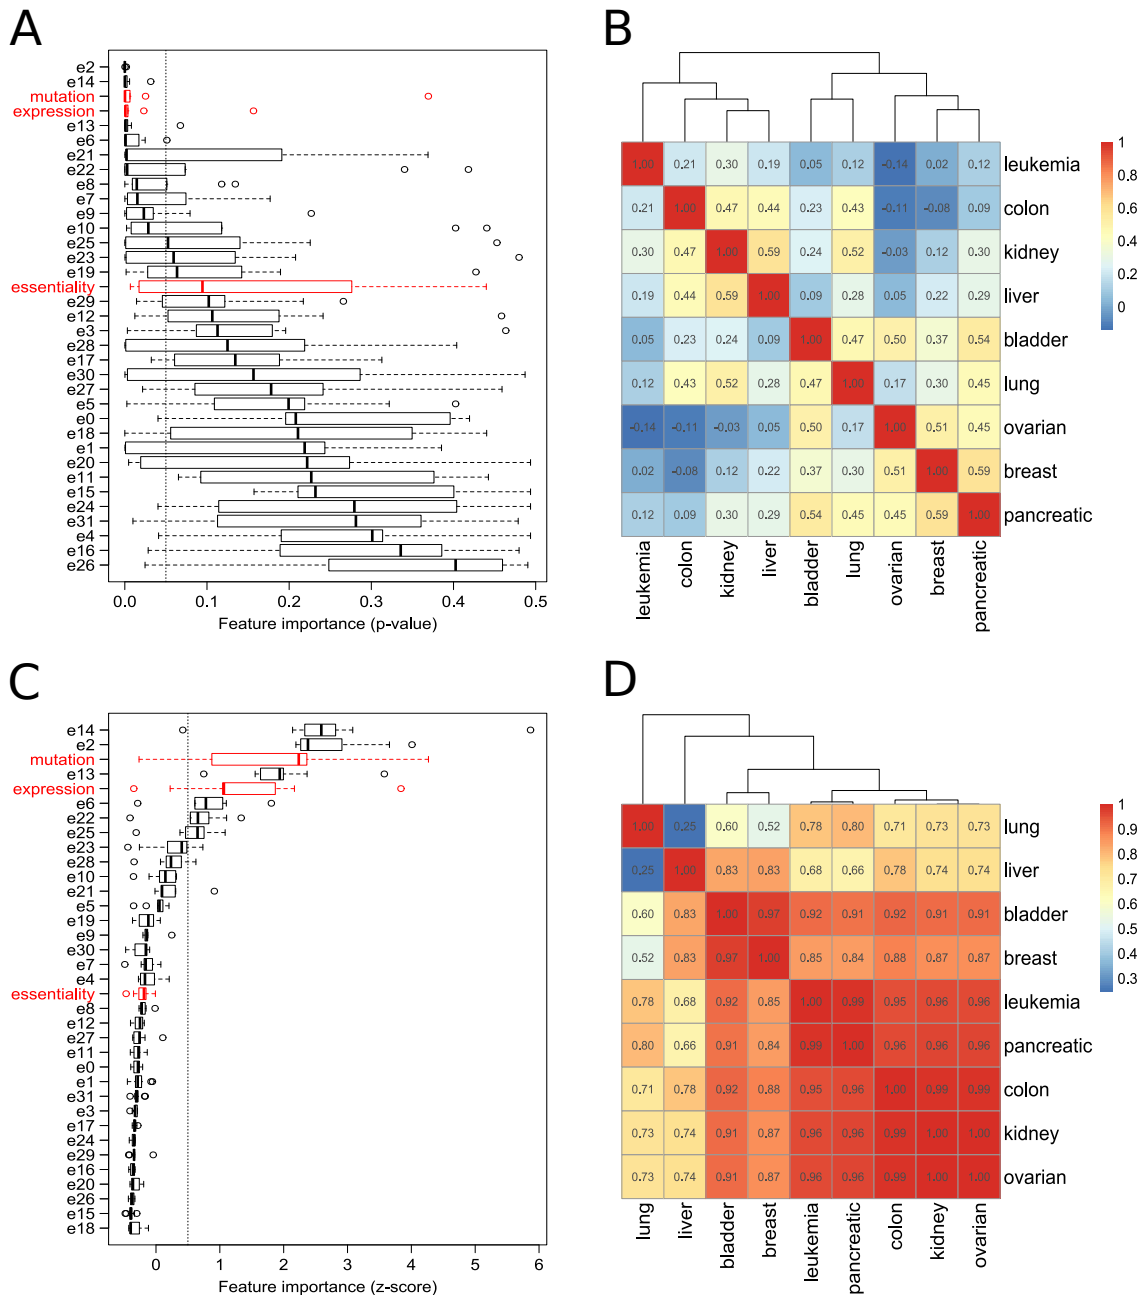 A
e2
e14
mutation
expression
e13
e6
e21
e22
e8
e7
e9
e10
e25
e23
e19
essentiality
e29
e12
e3
e28
e17
e30
e27
e5
e0
e18
e1
e20
e11
e15
e24
e31
e4
e16
e26
0.0 0.1 0.2 0.3 0.4 0.5
Feature importance (p-value)
B
1.00 0.21 0.30 0.19 0.05 0.12 -0.14 0.02 0.12 leukemia
0.21 1.00 0.47 0.44 0.23 0.43 -0.11 -0.08 0.09 colon
0.30 0.47 1.00 0.59 0.24 0.52 -0.03 0.12 0.30 kidney
0.19 0.44 0.59 1.00 0.09 0.28 0.05 0.22 0.29 liver
0.05 0.23 0.24 0.09 1.00 0.47 0.50 0.37 0.54 bladder
0.12 0.43 0.52 0.28 0.47 1.00 0.17 0.30 0.45 lung
-0.14 -0.11 -0.03 0.05 0.50 0.17 1.00 0.51 0.45 ovarian
0.02 -0.08 0.12 0.22 0.37 0.30 0.51 1.00 0.59 breast
0.12 0.09 0.30 0.29 0.54 0.45 0.45 0.59 1.00 pancreatic
leukemia colon kidney liver bladder lung ovarian breast pancreatic
1
0.8
0.6
0.4
0.2
0
C
e14
e2
mutation
e13
expression
e6
e22
e25
e23
e28
e10
e21
e5
e19
e9
e30
e7
e4
essentiality
e8
e12
e27
e11
e0
e1
e31
e3
e17
e24
e29
e16
e20
e26
e15
e18
0 1 2 3 4 5 6
Feature importance (z-score)
D
1.00 0.25 0.60 0.52 0.78 0.80 0.71 0.73 0.73 lung
0.25 1.00 0.83 0.83 0.68 0.66 0.78 0.74 0.74 liver
0.60 0.83 1.00 0.97 0.92 0.91 0.92 0.91 0.91 bladder
0.52 0.83 0.97 1.00 0.85 0.84 0.88 0.87 0.87 breast
0.78 0.68 0.92 0.85 1.00 0.99 0.95 0.96 0.96 leukemia
0.80 0.66 0.91 0.84 0.99 1.00 0.96 0.96 0.96 pancreatic
0.71 0.78 0.92 0.88 0.95 0.96 1.00 0.99 0.99 colon
0.73 0.74 0.91 0.87 0.96 0.96 0.99 1.00 1.00 kidney
0.73 0.74 0.91 0.87 0.96 0.96 0.99 1.00 1.00 ovarian
lung liver bladder breast leukemia pancreatic colon kidney ovarian
1
0.9
0.8
0.7
0.6
0.5
0.4
0.3